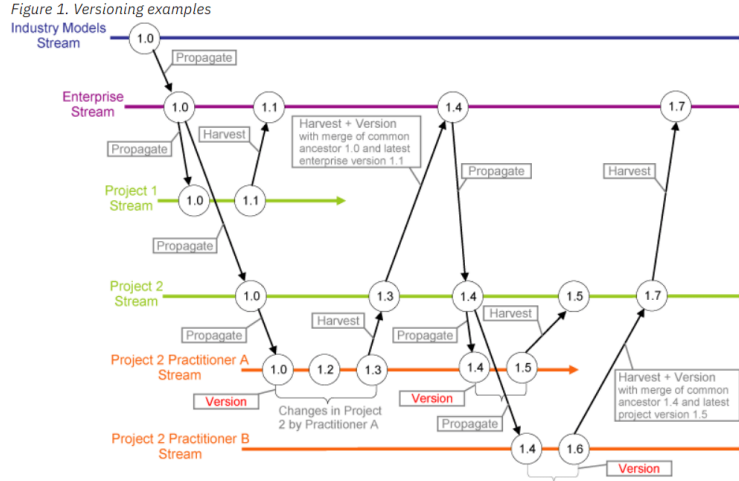 Figure 1. Versioning examples
Industry Models
Stream
1.0
Propagate
Enterprise
Stream
1.0
1.1
1.4
1.7
Harvest + Version
with merge of common
ancestor 1.0 and latest
enterprise version 1.1
Propagate
Harvest
Propagate
Harvest
Project 1
Stream
1.0
1.1
Propagate
Project 2
Stream
1.0
1.3
1.4
1.5
1.7
Propagate
Harvest
Propagate
Harvest
Project 2 Practitioner A
Stream
1.0
1.2
1.3
1.4
1.5
Version
Changes in Project
2 by Practitioner A
Version
Propagate
Harvest + Version
with merge of common
ancestor 1.4 and latest
project version 1.5
Project 2 Practitioner B
Stream
1.4
1.6
Version